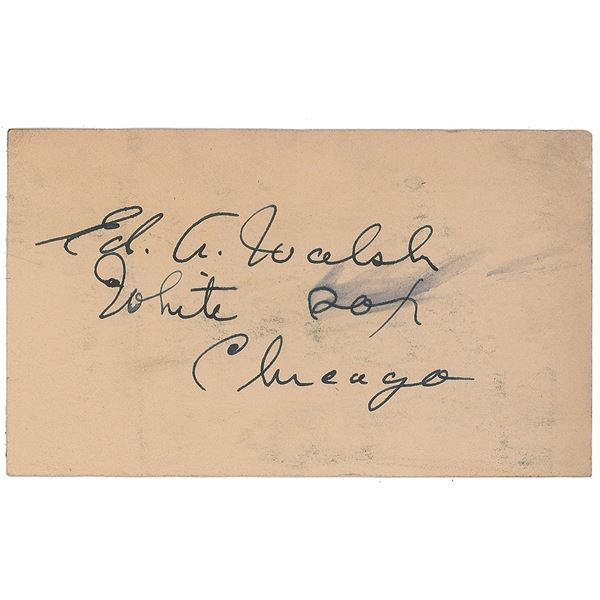 Ed. A. Walsh
White Sox
Chicago